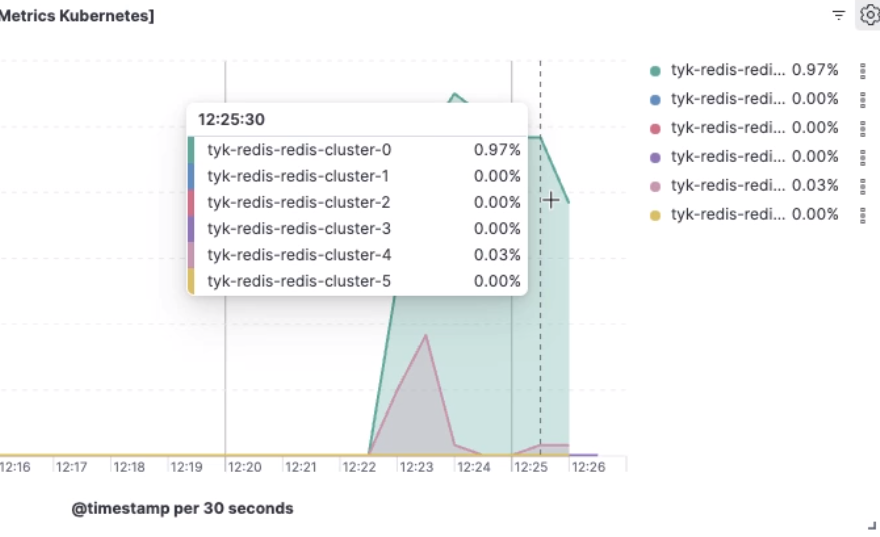 Metrics Kubernetes]
12:25:30
tyk-redis-redis-cluster-0 0.97%
tyk-redis-redis-cluster-1 0.00%
tyk-redis-redis-cluster-2 0.00%
tyk-redis-redis-cluster-3 0.00%
tyk-redis-redis-cluster-4 0.03%
tyk-redis-redis-cluster-5 0.00%
tyk-redis-redi... 0.97%
tyk-redis-redi... 0.00%
tyk-redis-redi... 0.00%
tyk-redis-redi... 0.00%
tyk-redis-redi... 0.03%
tyk-redis-redi... 0.00%
12:16 12:17 12:18 12:19 12:20 12:21 12:22 12:23 12:24 12:25 12:26
@timestamp per 30 seconds